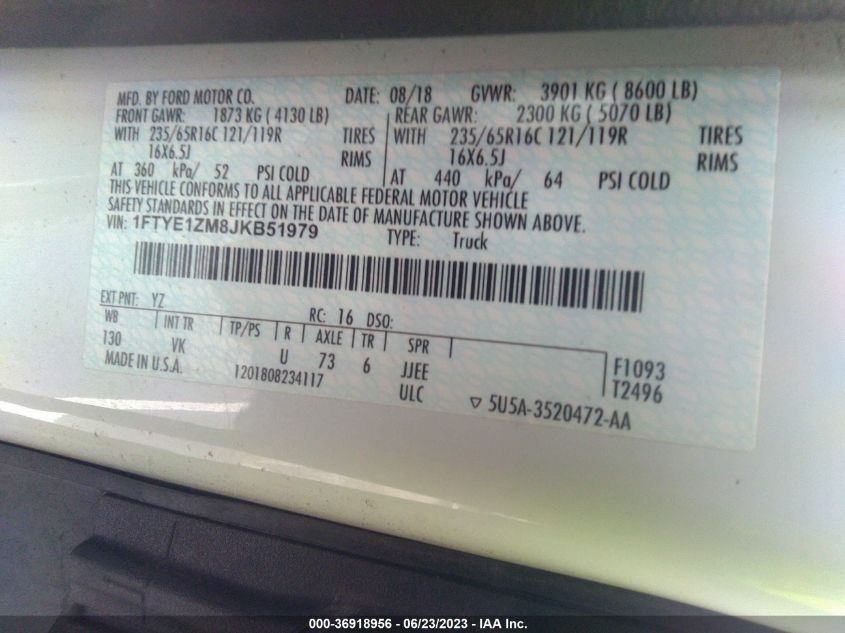 MFD. BY FORD MOTOR CO. DATE: 08/18 GVWR: 3901 KG ( 8600 LB)
FRONT GAWR: 1873 KG ( 4130 LB) REAR GAWR: 2300 KG ( 5070 LB)
WITH 235/65R16C 121/119R TIRES WITH 235/65R16C 121/119R TIRES
16X6.5J RIMS 16X6.5J RIMS
AT 360 kPa/ 52 PSI COLD AT 440 kPa/ 64 PSI COLD
THIS VEHICLE CONFORMS TO ALL APPLICABLE FEDERAL MOTOR VEHICLE
SAFETY STANDARDS IN EFFECT ON THE DATE OF MANUFACTURE SHOWN ABOVE.
VIN: 1FTYE1ZM8JKB51979 TYPE: Truck
EXT PNT: YZ RC: 16 DSO:
WB INT TR TP/PS R AXLE TR SPR
130 VK U 73 6 JJEE F1093
MADE IN U.S.A. 1201808234117 ULC T2496
▽ 5U5A-3520472-AA
000-36918956 - 06/23/2023 - IAA Inc.